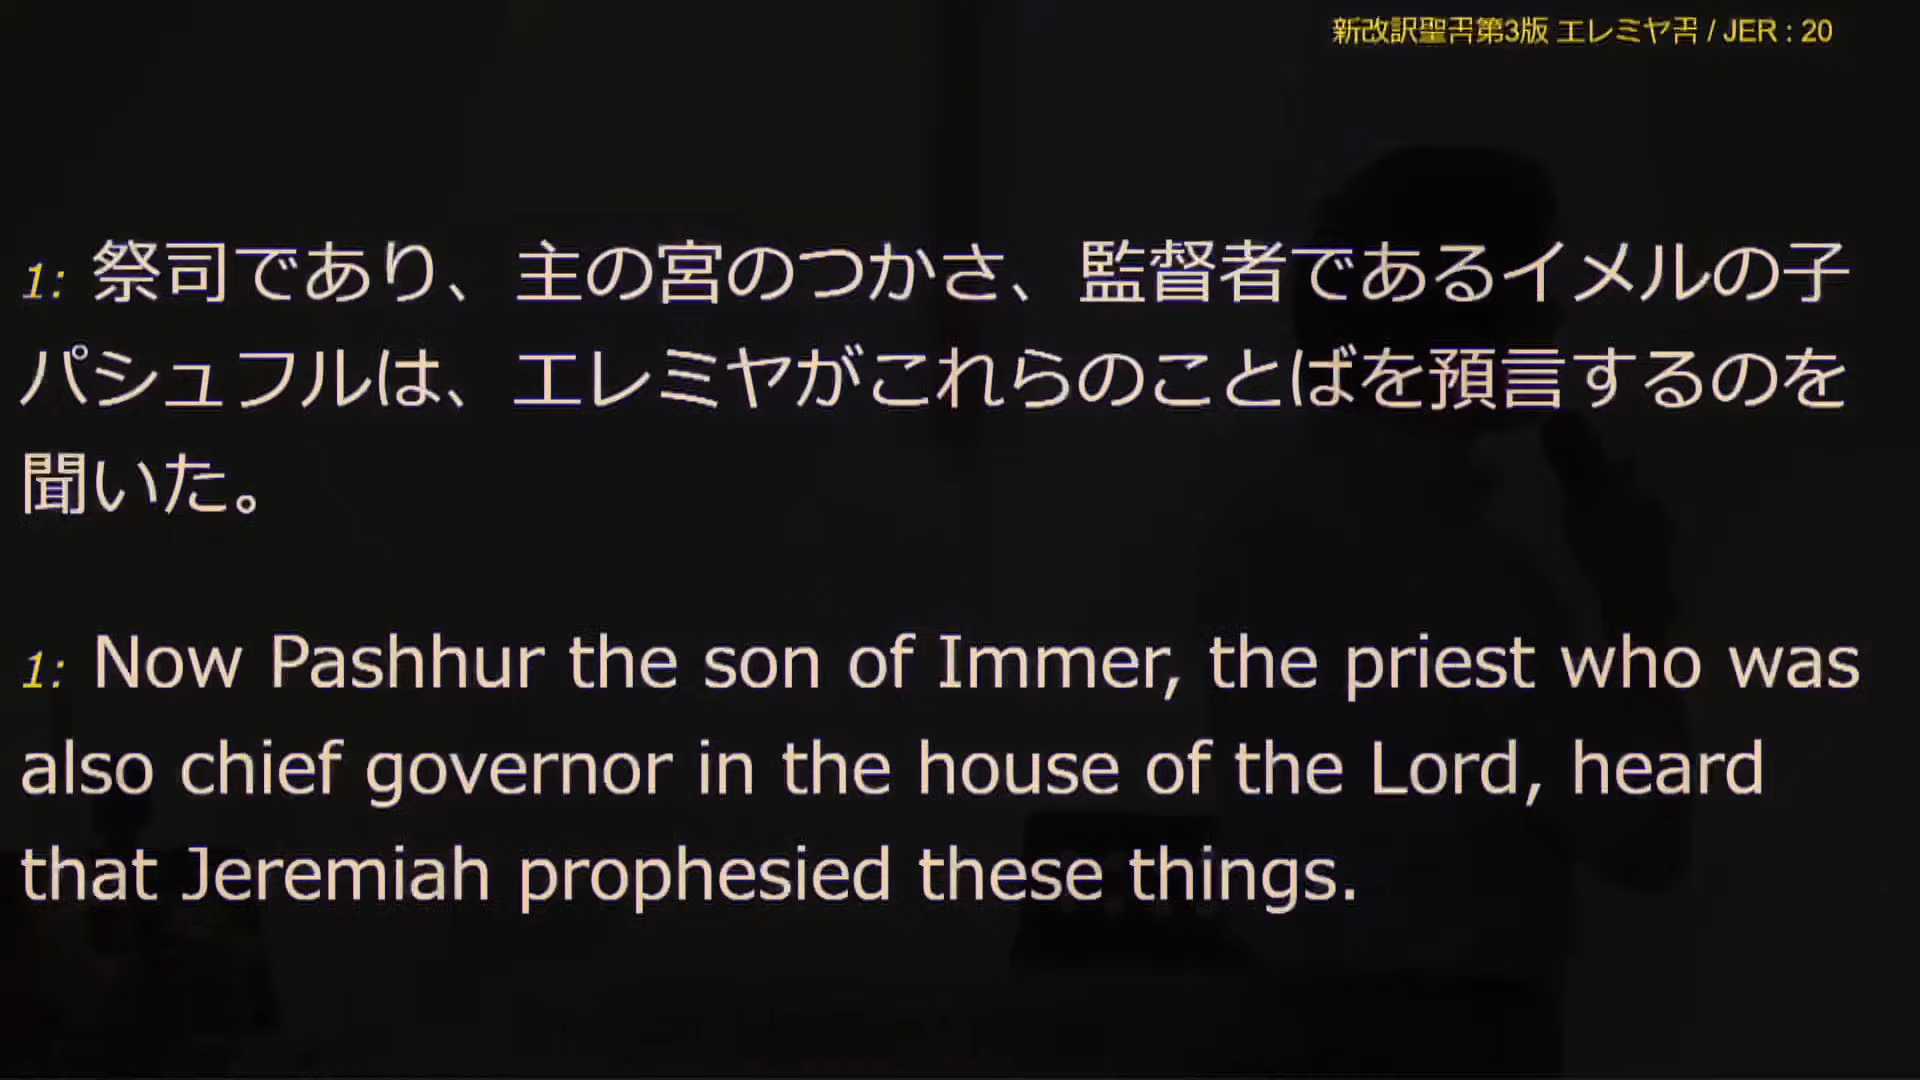 新改訳聖書第3版 エレミヤ書 / JER : 20
1: 祭司であり、主の宮のつかさ、監督者であるイメルの子
パシュフルは、エレミヤがこれらのことばを預言するのを
聞いた。
1: Now Pashhur the son of Immer, the priest who was
also chief governor in the house of the Lord, heard
that Jeremiah prophesied these things.